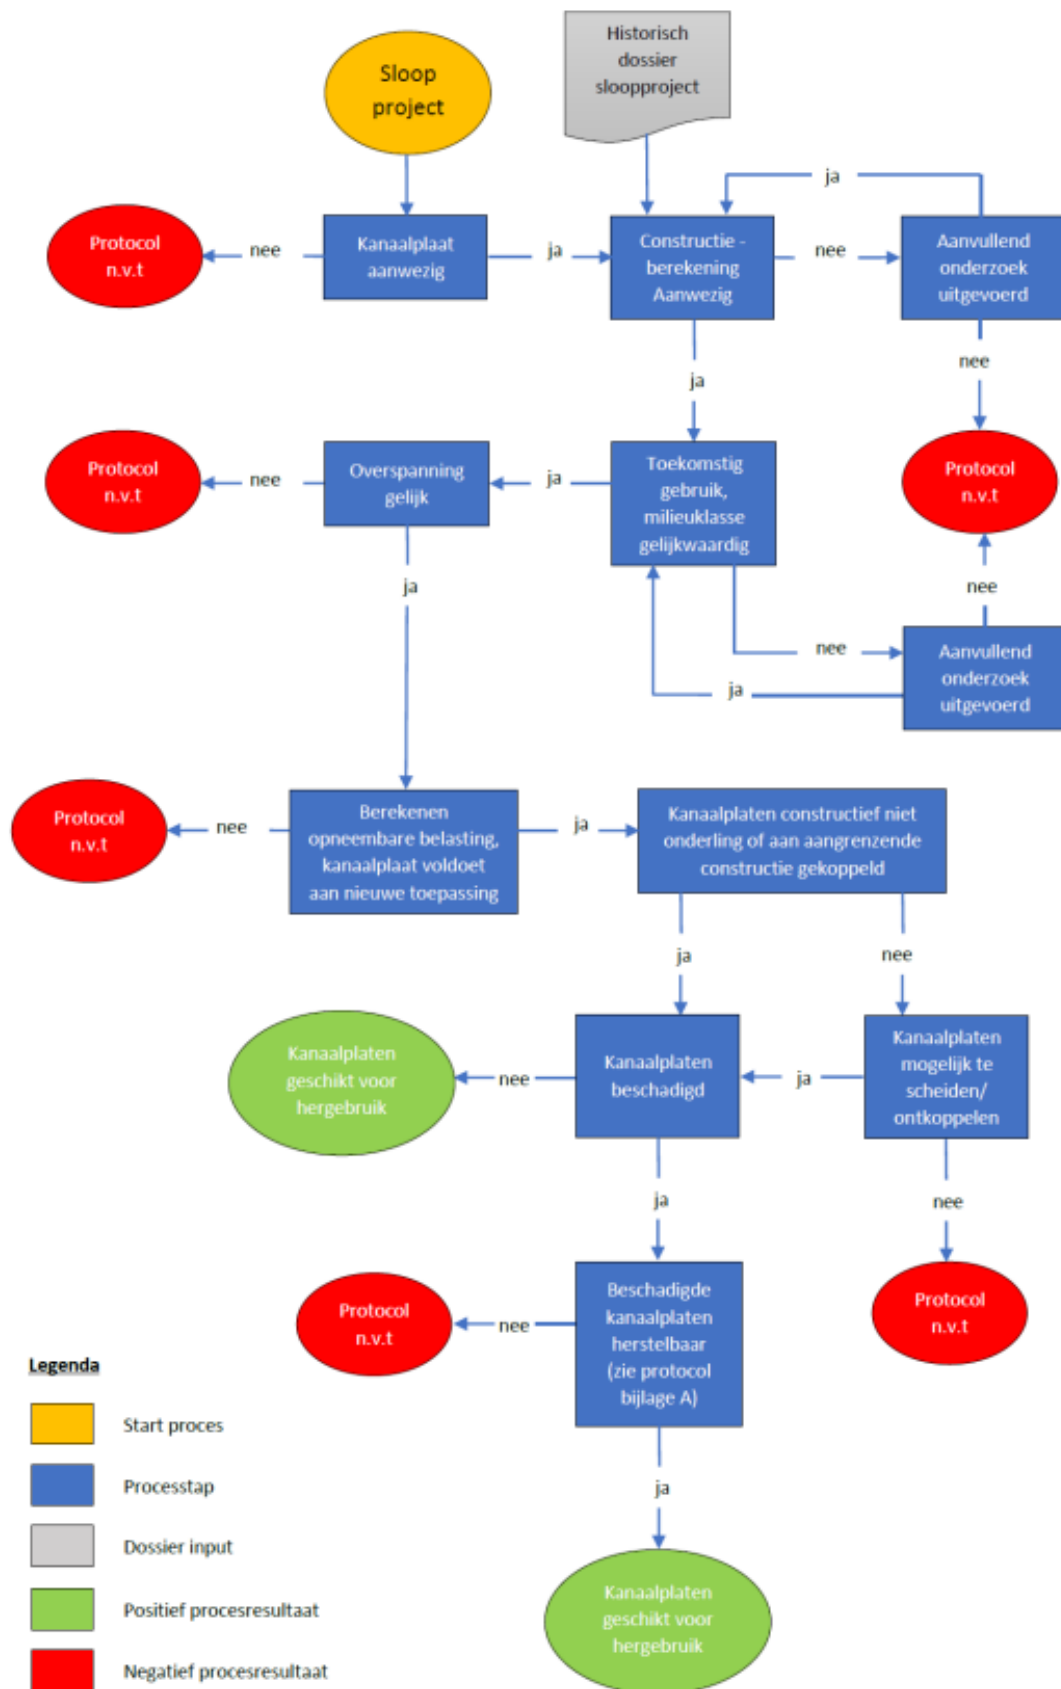 Sloop
project
Historisch
dossier
sloopproject
ja
Protocol
n.v.t
nee
Kanaalplaat
aanwezig
ja
Constructie -
berekening
Aanwezig
nee
Aanvullend
onderzoek
uitgevoerd
ja
nee
Protocol
n.v.t
nee
Overspanning
gelijk
ja
Toekomstig
gebruik,
milieuklasse
gelijkwaardig
Protocol
n.v.t
ja
nee
nee
ja
Aanvullend
onderzoek
uitgevoerd
Protocol
n.v.t
nee
Berekenen
opneembare belasting,
kanaalplaat voldoet
aan nieuwe toepassing
ja
Kanaalplaten constructief niet
onderling of aan aangrenzende
constructie gekoppeld
ja
nee
Kanaalplaten
geschikt voor
hergebruik
nee
Kanaalplaten
beschadigd
ja
Kanaalplaten
mogelijk te
scheiden/
ontkoppelen
ja
nee
Protocol
n.v.t
nee
Beschadigde
kanaalplaten
herstelbaar
(zie protocol
bijlage A)
Protocol
n.v.t
ja
Kanaalplaten
geschikt voor
hergebruik
Legenda
Start proces
Processtap
Dossier input
Positief procesresultaat
Negatief procesresultaat